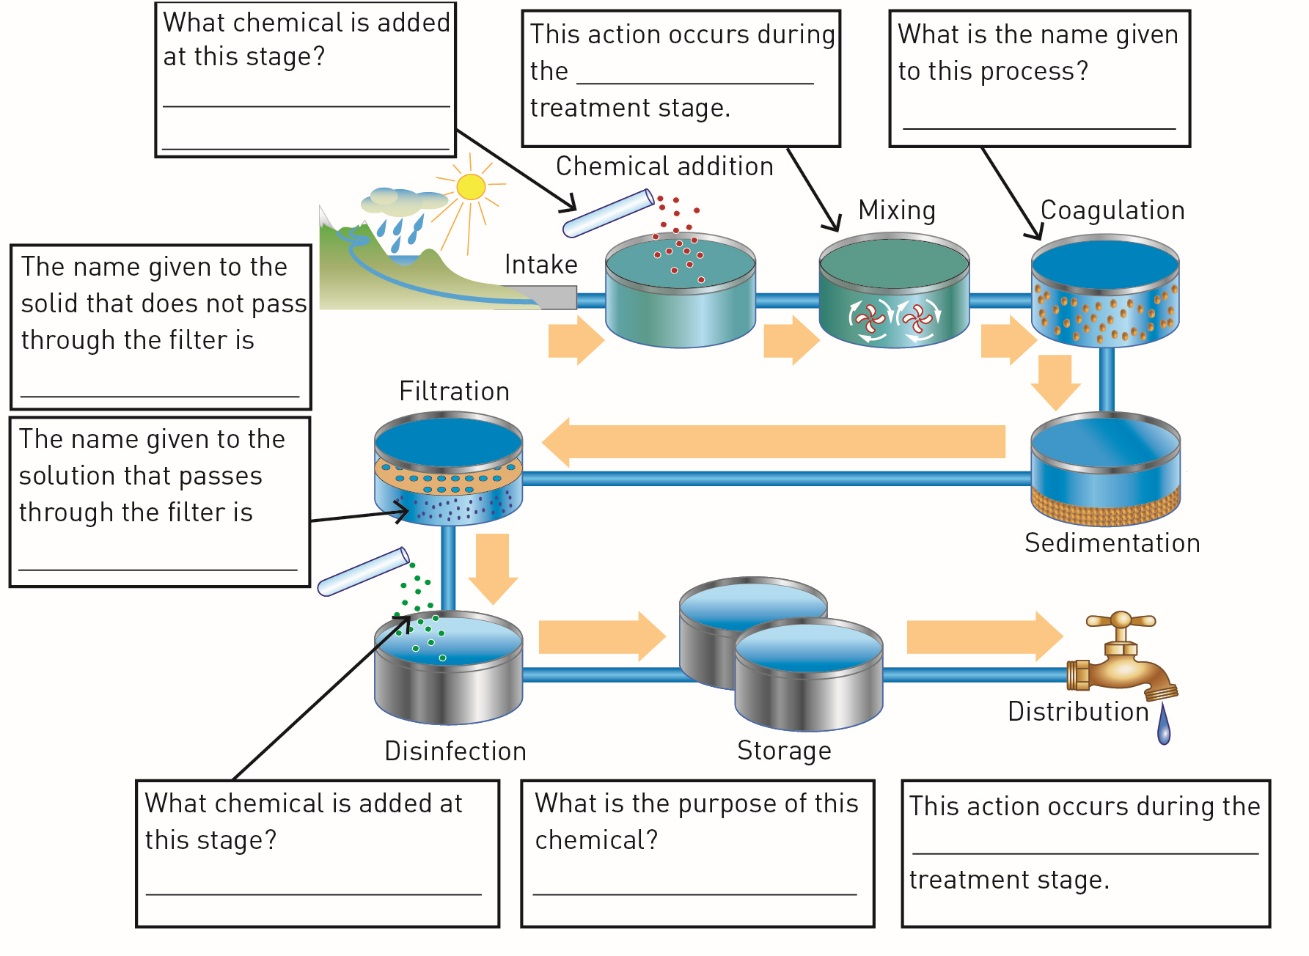 What chemical is added
at this stage?
This action occurs during
the
treatment stage.
What is the name given
to this process?
Chemical addition
Mixing
Coagulation
Intake
The name given to the
solid that does not pass
through the filter is
Filtration
The name given to the
solution that passes
through the filter is
Sedimentation
Distribution
Disinfection
Storage
What chemical is added at
this stage?
What is the purpose of this
chemical?
This action occurs during the
treatment stage.